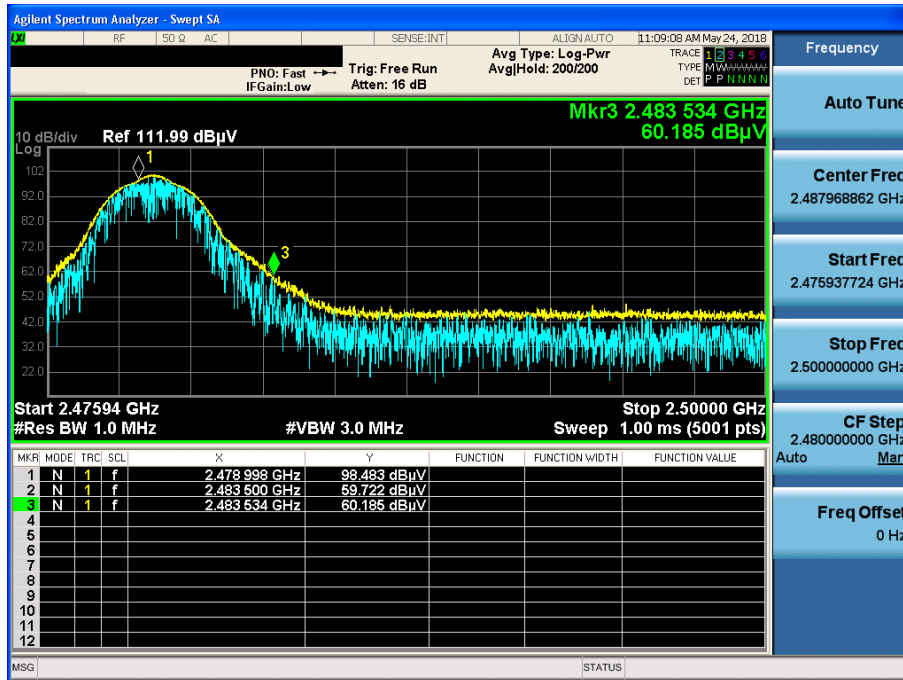 Agilent Spectrum Analyzer - Swept SA
LXI RF 50 Ω AC SENSE:INT ALIGN AUTO 11:09:08 AM May 24, 2018
PNO: Fast
IFGain:Low
Trig: Free Run
Atten: 16 dB
Avg Type: Log-Pwr
Avg|Hold: 200/200
TRACE 1 2 3 4 5 6
TYPE MWWWWW
DET P P N N N N
Mkr3 2.483 534 GHz
60.185 dBµV
10 dB/div Ref 111.99 dBµV
Log
102
92.0
82.0
72.0
62.0
52.0
42.0
32.0
22.0
1
3
Start 2.47594 GHz Stop 2.50000 GHz
#Res BW 1.0 MHz #VBW 3.0 MHz Sweep 1.00 ms (5001 pts)
MKR MODE TRC SCL X Y FUNCTION FUNCTION WIDTH FUNCTION VALUE
1 N 1 f 2.478 998 GHz 98.483 dBµV
2 N 1 f 2.483 500 GHz 59.722 dBµV
3 N 1 f 2.483 534 GHz 60.185 dBµV
4
5
6
7
8
9
10
11
12
MSG STATUS
Frequency
Auto Tune
Center Freq
2.487968862 GHz
Start Freq
2.475937724 GHz
Stop Freq
2.500000000 GHz
CF Step
2.480000000 GHz
Auto Man
Freq Offset
0 Hz